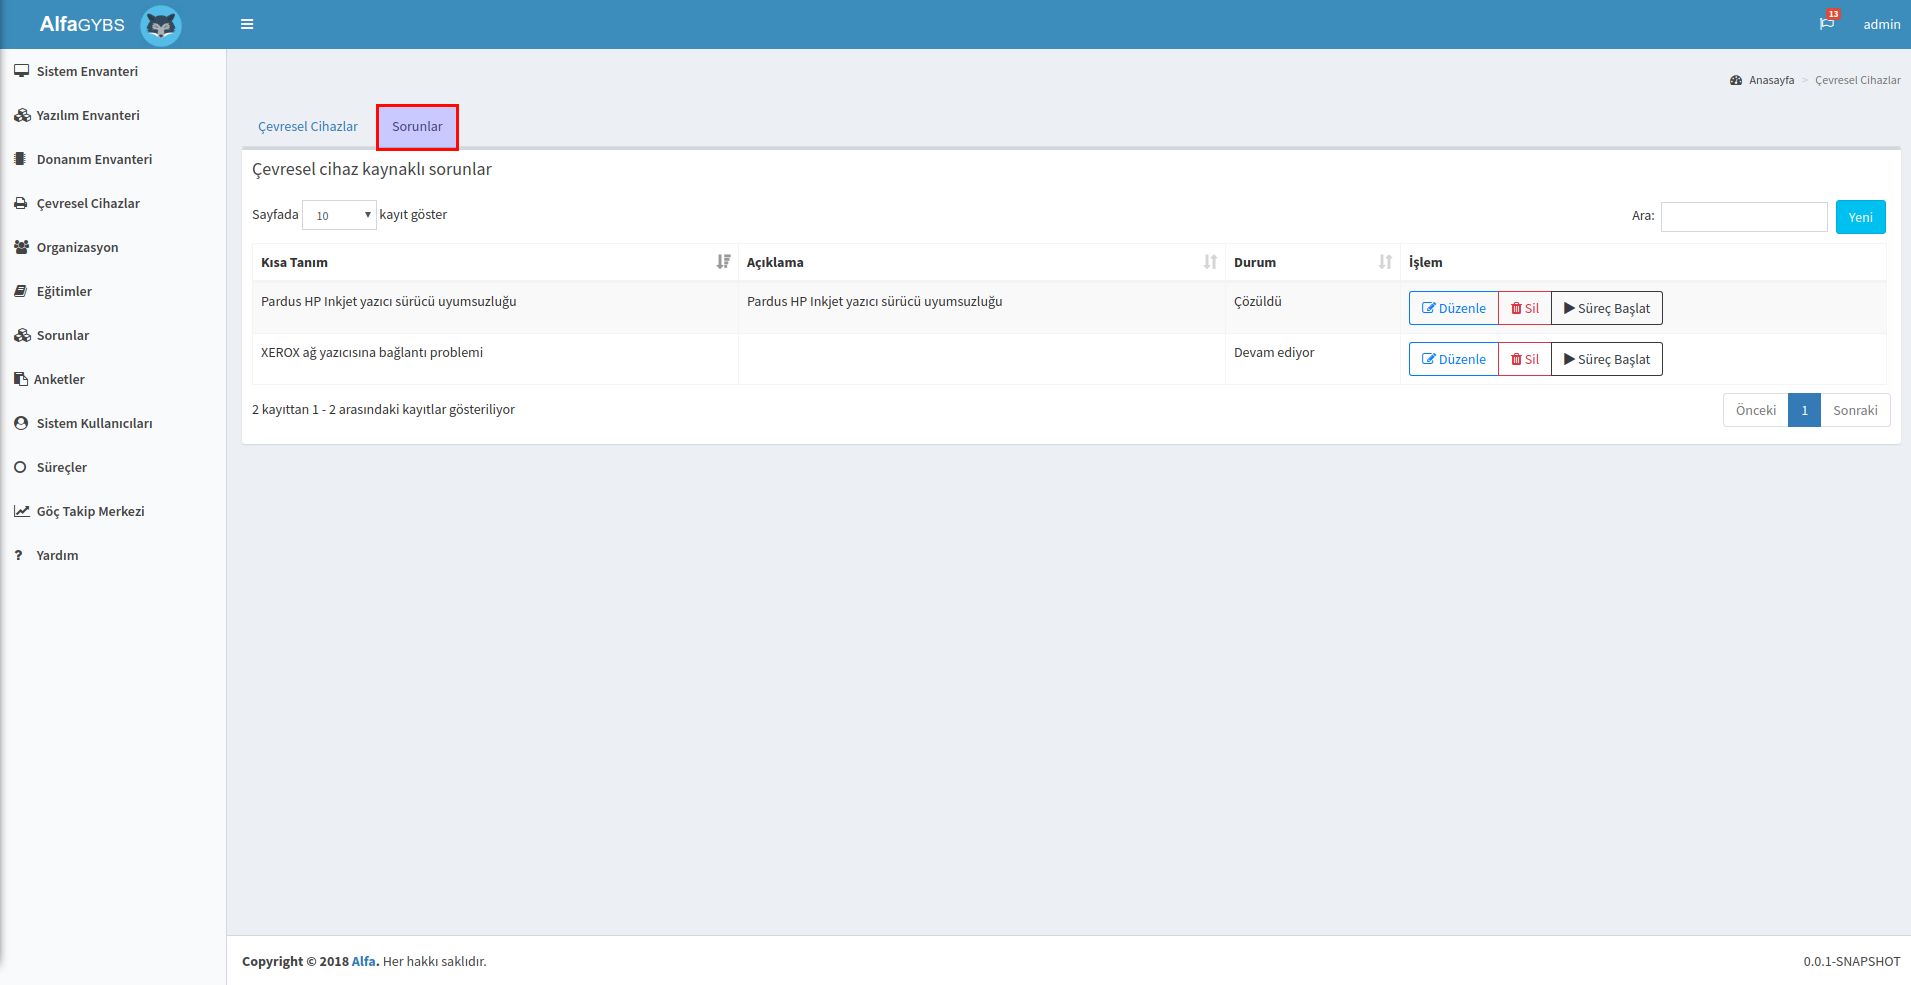 AlfaGYBS
13
admin
Sistem Envanteri
Yazılım Envanteri
Donanım Envanteri
Çevresel Cihazlar
Organizasyon
Eğitimler
Sorunlar
Anketler
Sistem Kullanıcıları
Süreçler
Göç Takip Merkezi
? Yardım
Anasayfa > Çevresel Cihazlar
Çevresel Cihazlar Sorunlar
Çevresel cihaz kaynaklı sorunlar
Sayfada 10 kayıt göster Ara: Yeni
Kısa Tanım Açıklama Durum İşlem
Pardus HP Inkjet yazıcı sürücü uyumsuzluğu Pardus HP Inkjet yazıcı sürücü uyumsuzluğu Çözüldü Düzenle Sil Süreç Başlat
XEROX ağ yazıcısına bağlantı problemi Devam ediyor Düzenle Sil Süreç Başlat
2 kayıttan 1 - 2 arasındaki kayıtlar gösteriliyor Önceki 1 Sonraki
Copyright © 2018 Alfa. Her hakkı saklıdır. 0.0.1-SNAPSHOT